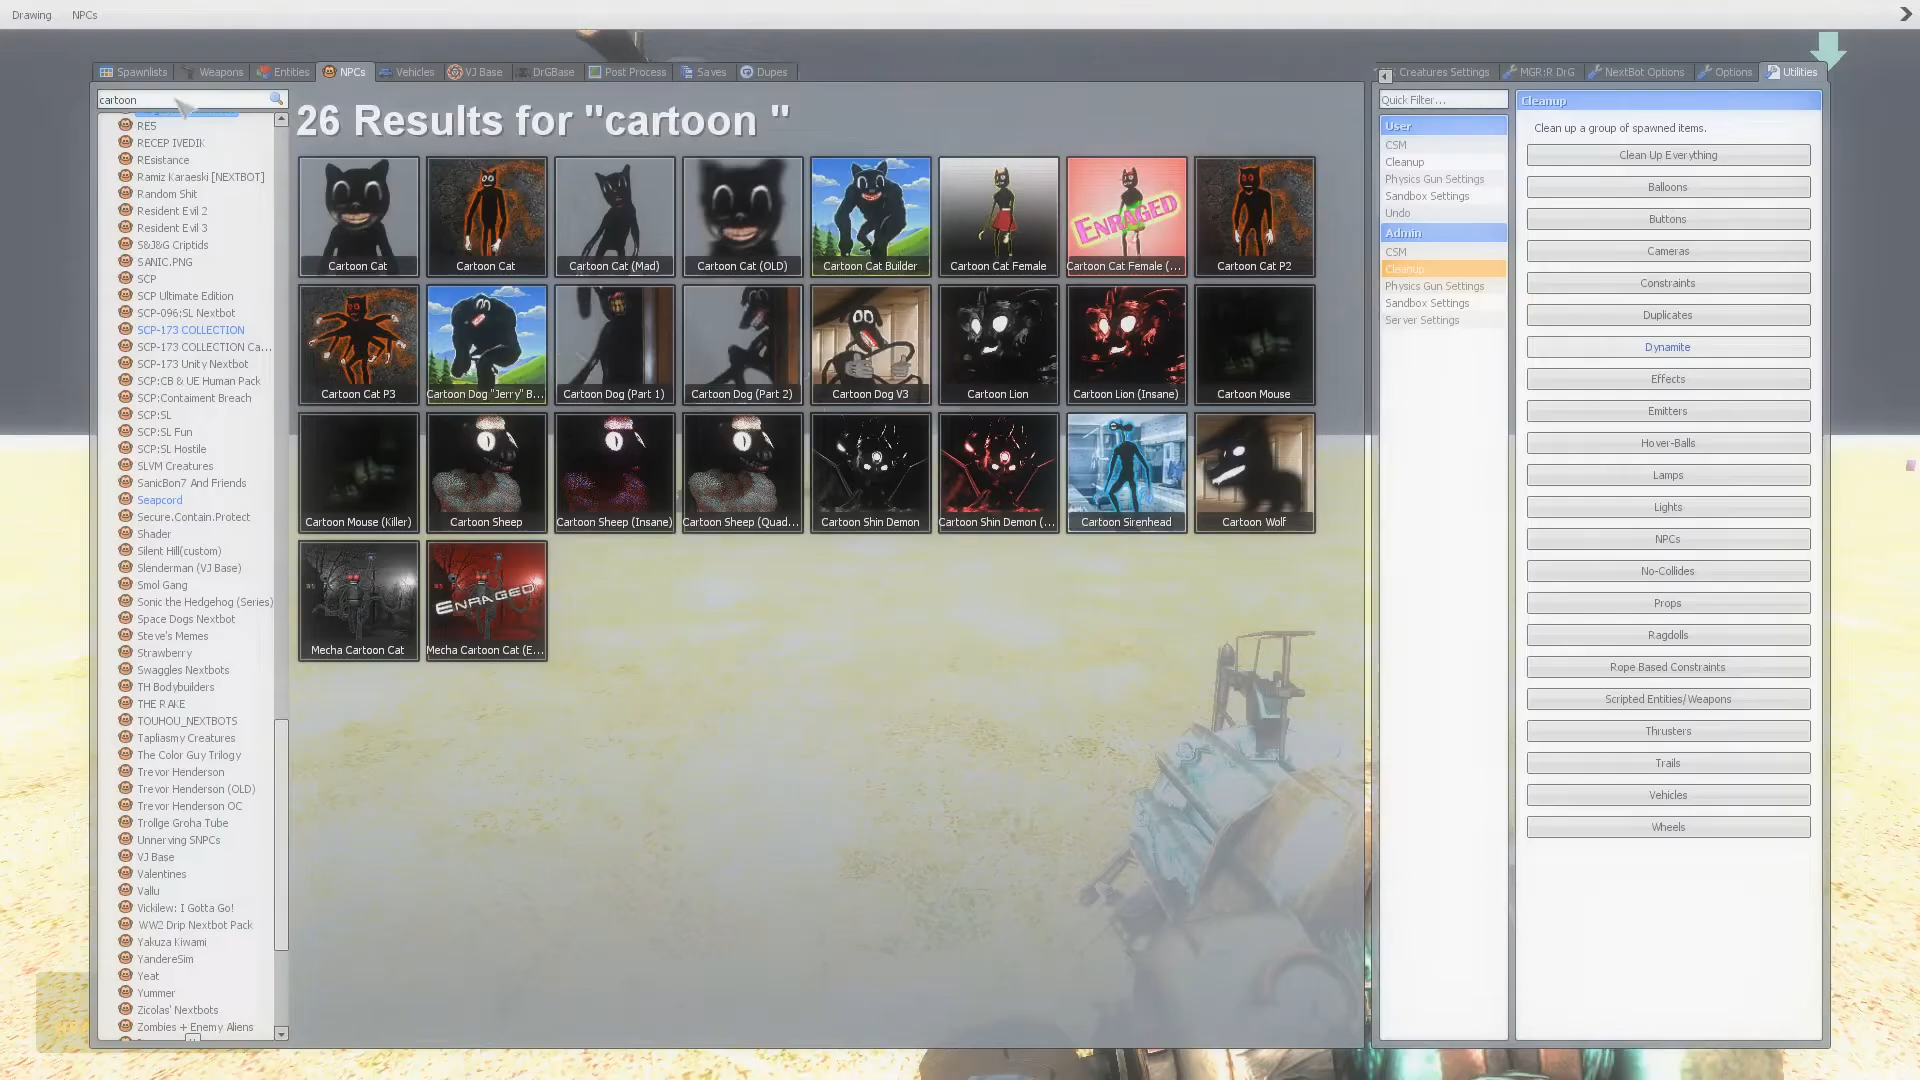 Drawing NPCs
Spawnlists Weapons Entities NPCs Vehicles VJ Base DrGBase Post Process Saves Dupes
Creatures Settings MGR:R DrG NextBot Options Options Utilities
cartoon
RE5
RECEP IVEDIK
REsistance
Ramiz Karaeski [NEXTBOT]
Random Shit
Resident Evil 2
Resident Evil 3
S&J&G Criptids
SANIC.PNG
SCP
SCP Ultimate Edition
SCP-096:SL Nextbot
SCP-173 COLLECTION
SCP-173 COLLECTION Ca...
SCP-173 Unity Nextbot
SCP:CB & UE Human Pack
SCP:Contaiment Breach
SCP:SL
SCP:SL Fun
SCP:SL Hostile
SLVM Creatures
SanicBon7 And Friends
Seapcord
Secure.Contain.Protect
Shader
Silent Hill(custom)
Slenderman (VJ Base)
Smol Gang
Sonic the Hedgehog (Series)
Space Dogs Nextbot
Steve's Memes
Strawberry
Swaggles Nextbots
TH Bodybuilders
THE RAKE
TOUHOU_NEXTBOTS
Tapliasmy Creatures
The Color Guy Trilogy
Trevor Henderson
Trevor Henderson (OLD)
Trevor Henderson OC
Trollge Groha Tube
Unnerving SNPCs
VJ Base
Valentines
Vallu
Vickilew: I Gotta Go!
WW2 Drip Nextbot Pack
Yakuza Kiwami
YandereSim
Yeat
Yummer
Zicolas' Nextbots
Zombies + Enemy Aliens
26 Results for "cartoon "
Cartoon Cat
Cartoon Cat
Cartoon Cat (Mad)
Cartoon Cat (OLD)
Cartoon Cat Builder
Cartoon Cat Female
ENRAGED
Cartoon Cat Female (...
Cartoon Cat P2
Cartoon Cat P3
Cartoon Dog "Jerry" B...
Cartoon Dog (Part 1)
Cartoon Dog (Part 2)
Cartoon Dog V3
Cartoon Lion
Cartoon Lion (Insane)
Cartoon Mouse
Cartoon Mouse (Killer)
Cartoon Sheep
Cartoon Sheep (Insane)
Cartoon Sheep (Quad...
Cartoon Shin Demon
Cartoon Shin Demon (...
Cartoon Sirenhead
Cartoon Wolf
Mecha Cartoon Cat
ENRAGED
Mecha Cartoon Cat (E...
Quick Filter...
User
CSM
Cleanup
Physics Gun Settings
Sandbox Settings
Undo
Admin
CSM
Cleanup
Physics Gun Settings
Sandbox Settings
Server Settings
Cleanup
Clean up a group of spawned items.
Clean Up Everything
Balloons
Buttons
Cameras
Constraints
Duplicates
Dynamite
Effects
Emitters
Hover-Balls
Lamps
Lights
NPCs
No-Collides
Props
Ragdolls
Rope Based Constraints
Scripted Entities/Weapons
Thrusters
Trails
Vehicles
Wheels